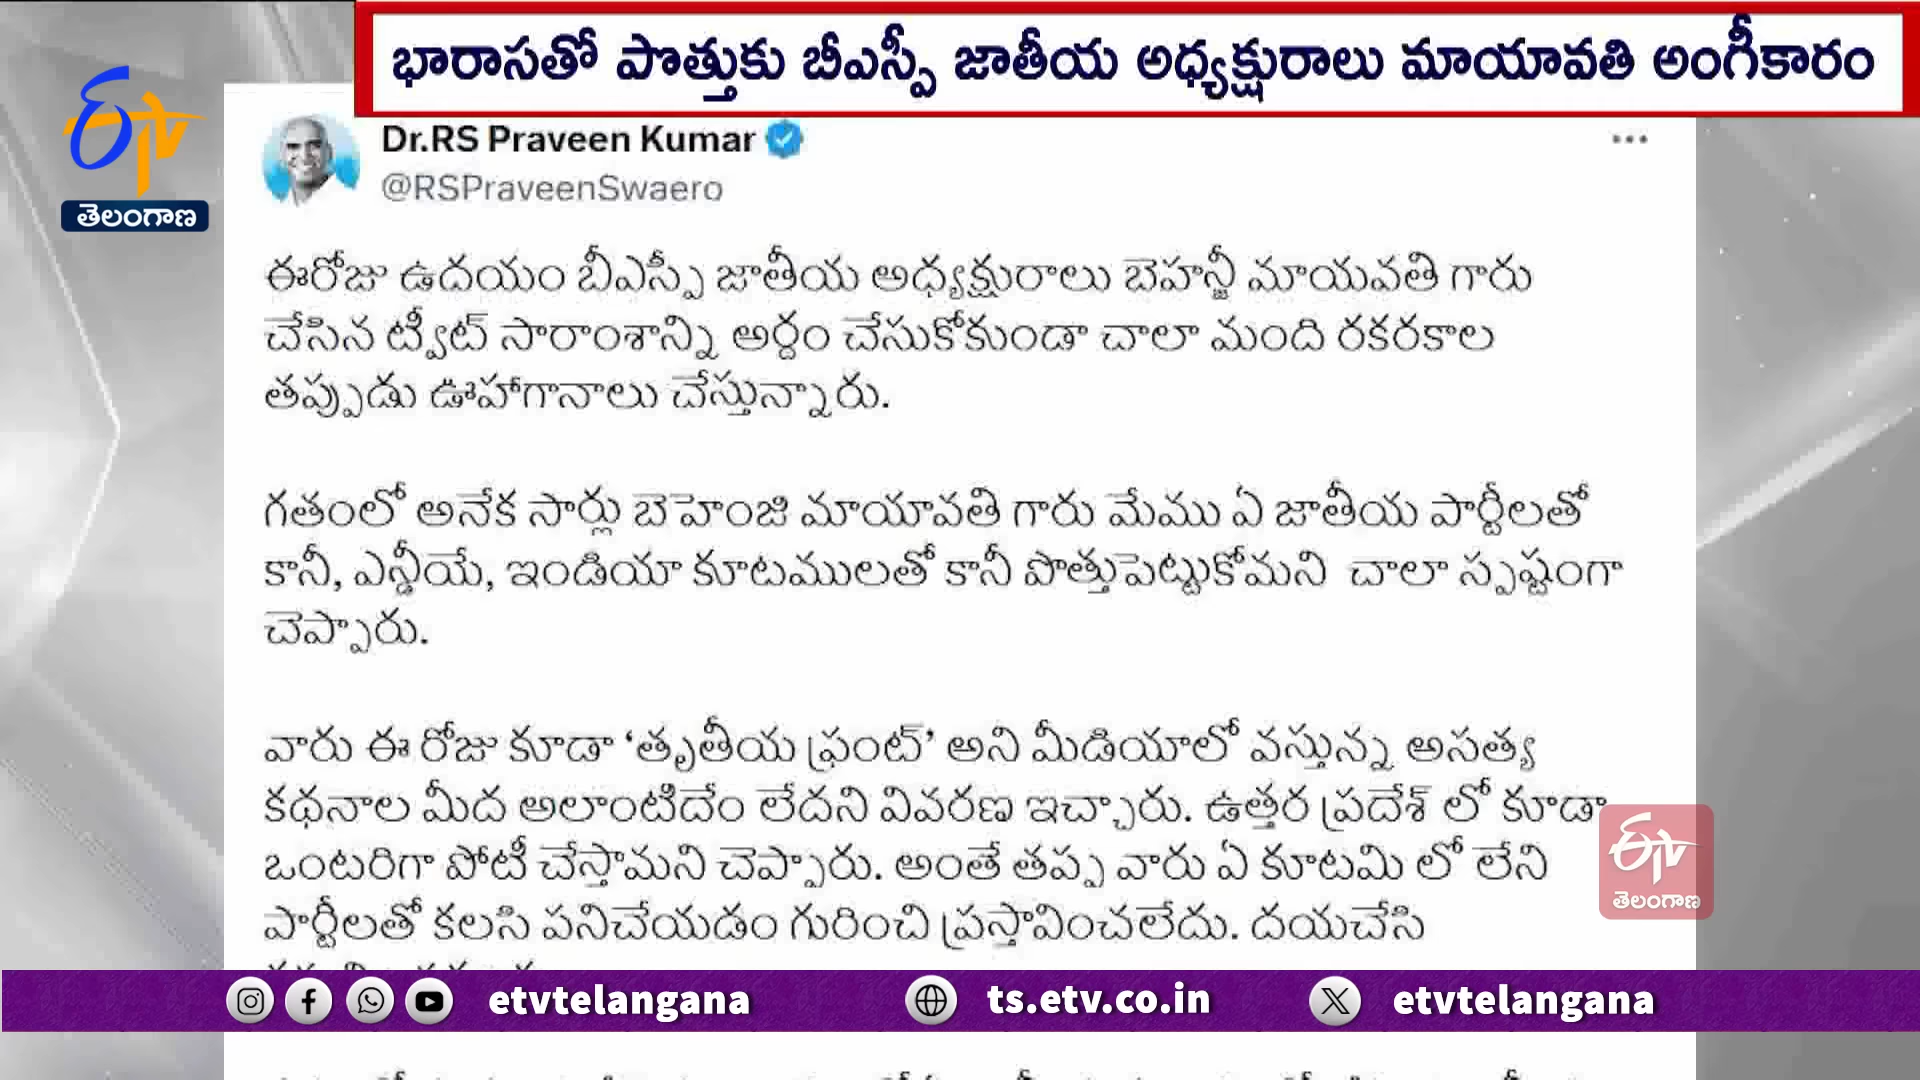 భారాసతో పొత్తుకు బీఎస్పీ జాతీయ అధ్యక్షురాలు మాయావతి అంగీకారం
ETV
తెలంగాణ
Dr.RS Praveen Kumar
@RSPraveenSwaero
ఈరోజు ఉదయం బీఎస్పీ జాతీయ అధ్యక్షురాలు బెహన్జీ మాయవతి గారు
చేసిన ట్వీట్ సారాంశాన్ని అర్దం చేసుకోకుండా చాలా మంది రకరకాల
తప్పుడు ఊహాగానాలు చేస్తున్నారు.
గతంలో అనేక సార్లు బెహెంజి మాయావతి గారు మేము ఏ జాతీయ పార్టీలతో
కానీ, ఎన్డీయే, ఇండియా కూటములతో కానీ పొత్తుపెట్టుకోమని చాలా స్పష్టంగా
చెప్పారు.
వారు ఈ రోజు కూడా ‘తృతీయ ఫ్రంట్’ అని మీడియాలో వస్తున్న అసత్య
కథనాల మీద అలాంటిదేం లేదని వివరణ ఇచ్చారు. ఉత్తర ప్రదేశ్ లో కూడా
ఒంటరిగా పోటీ చేస్తామని చెప్పారు. అంతే తప్ప వారు ఏ కూటమి లో లేని
పార్టీలతో కలసి పనిచేయడం గురించి ప్రస్తావించలేదు. దయచేసి
ETV
తెలంగాణ
etvtelangana
ts.etv.co.in
etvtelangana